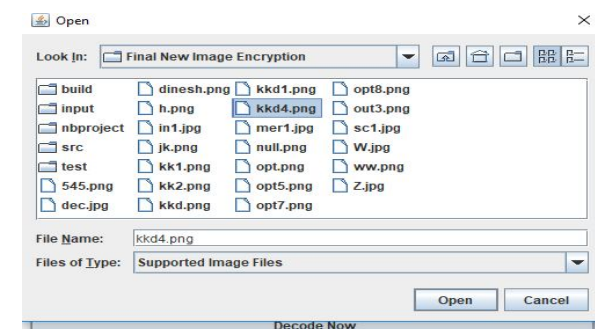 Open
Look In: Final New Image Encryption
build dinesh.png kkd1.png opt8.png
input h.png kkd4.png out3.png
nbproject in1.jpg mer1.jpg sc1.jpg
src jk.png null.png W.jpg
test kk1.png opt.png ww.png
545.png kk2.png opt5.png Z.jpg
dec.jpg kkd.png opt7.png
File Name: kkd4.png
Files of Type: Supported Image Files
Open Cancel
Decode Now